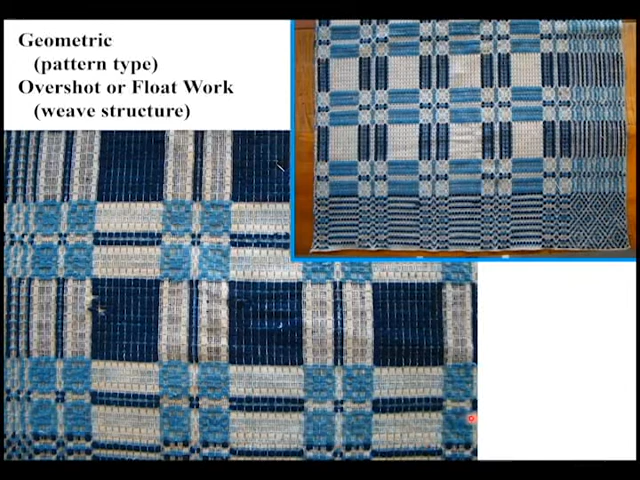 Geometric
(pattern type)
Overshot or Float Work
(weave structure)